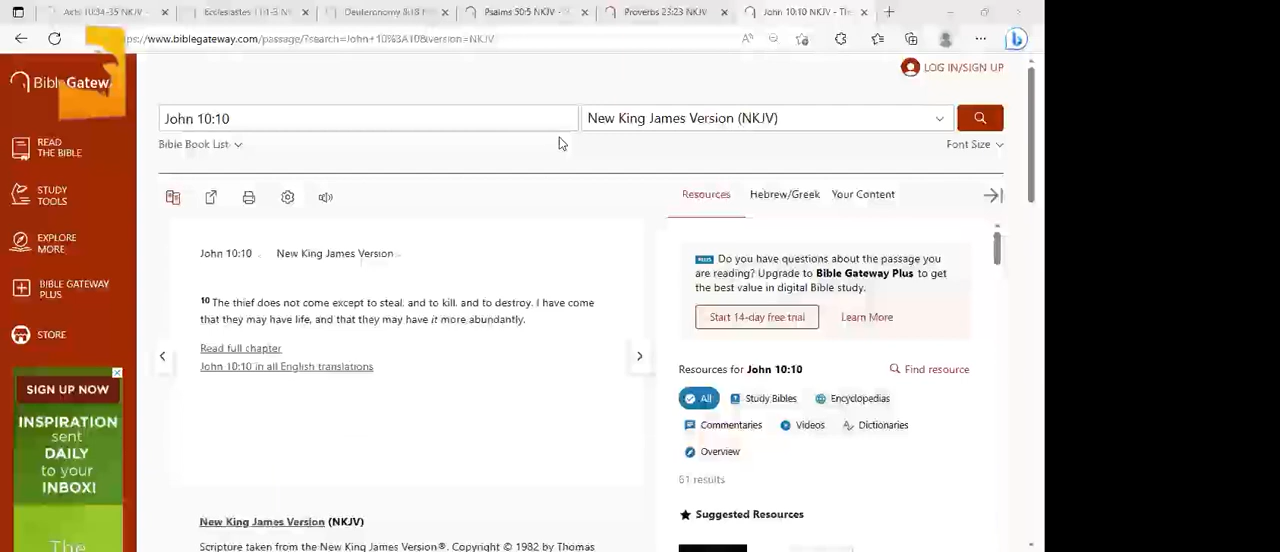 Acts 10:34-35 NKJV
Ecclesiastes 11:1-3 N
Deuteronomy 8:18 N
Psalms 50:5 NKJV
Proverbs 23:23 NKJV
John 10:10 NKJV - The
ps://www.biblegateway.com/passage/?search=John+10%3A10&version=NKJV
LOG IN/SIGN UP
John 10:10
New King James Version (NKJV)
Bible Book List
Font Size
READ
THE BIBLE
STUDY
TOOLS
EXPLORE
MORE
BIBLE GATEWAY
PLUS
STORE
SIGN UP NOW
INSPIRATION
sent
DAILY
to your
INBOX!
The
Resources Hebrew/Greek Your Content
John 10:10 New King James Version
10 The thief does not come except to steal, and to kill, and to destroy. I have come
that they may have life, and that they may have it more abundantly.
Read full chapter
John 10:10 in all English translations
New King James Version (NKJV)
Scripture taken from the New King James Version®. Copyright © 1982 by Thomas
PLUS Do you have questions about the passage you
are reading? Upgrade to Bible Gateway Plus to get
the best value in digital Bible study.
Start 14-day free trial Learn More
Resources for John 10:10 Find resource
All Study Bibles Encyclopedias
Commentaries Videos Dictionaries
Overview
61 results
Suggested Resources